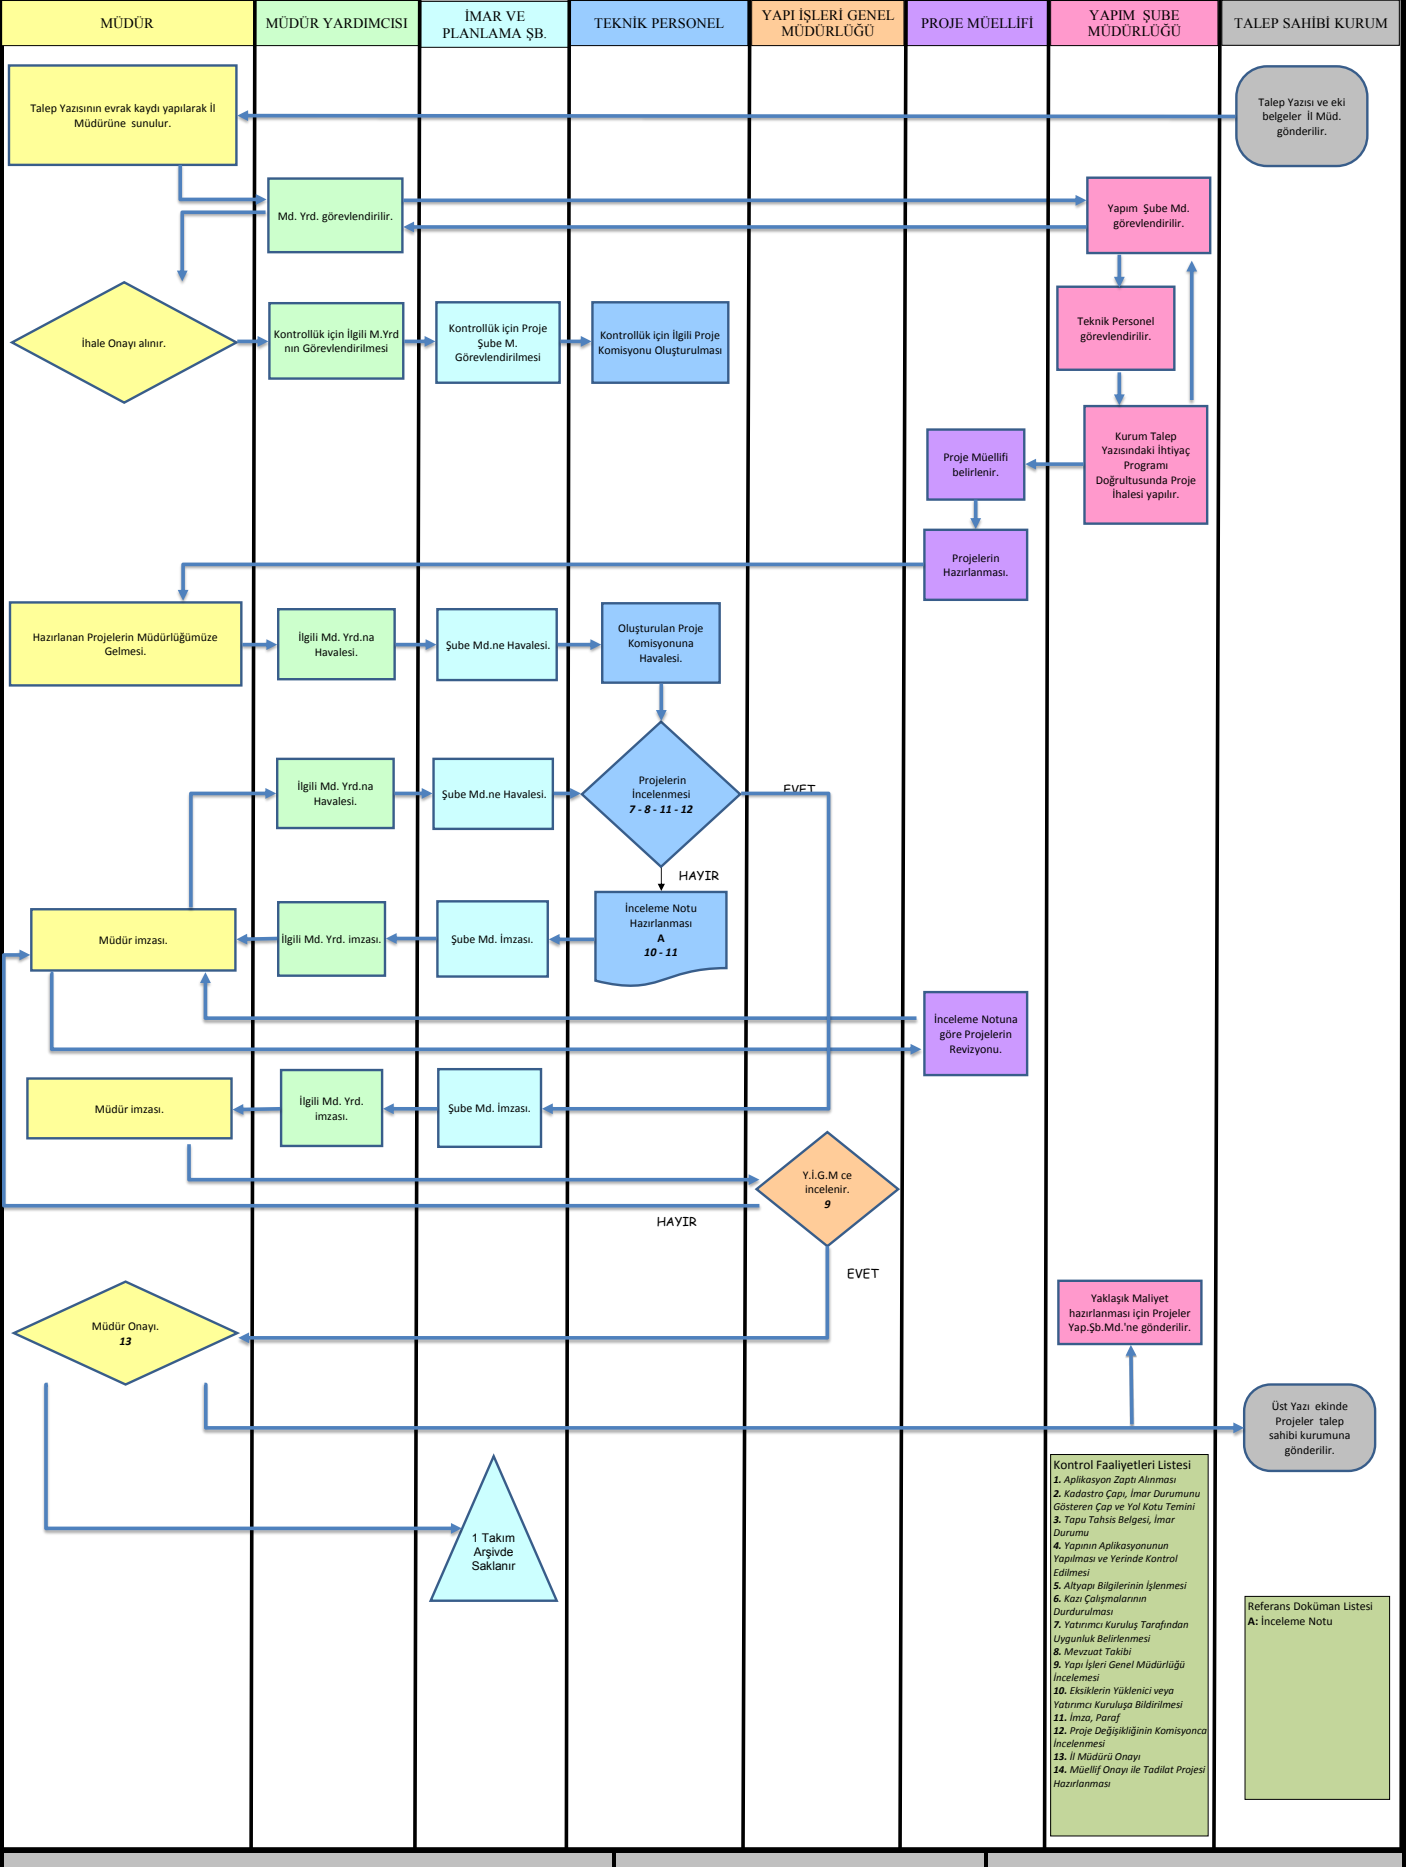 MÜDÜR
MÜDÜR YARDIMCISI
İMAR VE
PLANLAMA ŞB.
TEKNİK PERSONEL
YAPI İŞLERİ GENEL
MÜDÜRLÜĞÜ
PROJE MÜELLİFİ
YAPIM ŞUBE
MÜDÜRLÜĞÜ
TALEP SAHİBİ KURUM
Talep Yazısının evrak kaydı yapılarak İl
Müdürüne sunulur.
Talep Yazısı ve eki
belgeler İl Müd.
gönderilir.
Md. Yrd. görevlendirilir.
Yapım Şube Md.
görevlendirilir.
İhale Onayı alınır.
Kontrollük için İlgili M.Yrd
nın Görevlendirilmesi
Kontrollük için Proje
Şube M.
Görevlendirilmesi
Kontrollük için İlgili Proje
Komisyonu Oluşturulması
Teknik Personel
görevlendirilir.
Proje Müellifi
belirlenir.
Kurum Talep
Yazısındaki İhtiyaç
Programı
Doğrultusunda Proje
İhalesi yapılır.
Projelerin
Hazırlanması.
Hazırlanan Projelerin Müdürlüğümüze
Gelmesi.
İlgili Md. Yrd.na
Havalesi.
Şube Md.ne Havalesi.
Oluşturulan Proje
Komisyonuna
Havalesi.
İlgili Md. Yrd.na
Havalesi.
Şube Md.ne Havalesi.
Projelerin
İncelenmesi
7 - 8 - 11 - 12
EVET
HAYIR
Müdür imzası.
İlgili Md. Yrd. imzası.
Şube Md. İmzası.
İnceleme Notu
Hazırlanması
A
10 - 11
İnceleme Notuna
göre Projelerin
Revizyonu.
Müdür imzası.
İlgili Md. Yrd.
imzası.
Şube Md. İmzası.
Y.İ.G.M ce
incelenir.
9
HAYIR
EVET
Müdür Onayı.
13
Yaklaşık Maliyet
hazırlanması için Projeler
Yap.Şb.Md.'ne gönderilir.
Üst Yazı ekinde
Projeler talep
sahibi kurumuna
gönderilir.
1 Takım
Arşivde
Saklanır
Kontrol Faaliyetleri Listesi
1. Aplikasyon Zaptı Alınması
2. Kadastro Çapı, İmar Durumunu
Gösteren Çap ve Yol Kotu Temini
3. Tapu Tahsis Belgesi, İmar
Durumu
4. Yapının Aplikasyonunun
Yapılması ve Yerinde Kontrol
Edilmesi
5. Altyapı Bilgilerinin İşlenmesi
6. Kazı Çalışmalarının
Durdurulması
7. Yatırımcı Kuruluş Tarafından
Uygunluk Belirlenmesi
8. Mevzuat Takibi
9. Yapı İşleri Genel Müdürlüğü
İncelemesi
10. Eksiklerin Yüklenici veya
Yatırımcı Kuruluşa Bildirilmesi
11. İmza, Paraf
12. Proje Değişikliğinin Komisyonca
İncelenmesi
13. İl Müdürü Onayı
14. Müellif Onayı ile Tadilat Projesi
Hazırlanması
Referans Doküman Listesi
A: İnceleme Notu